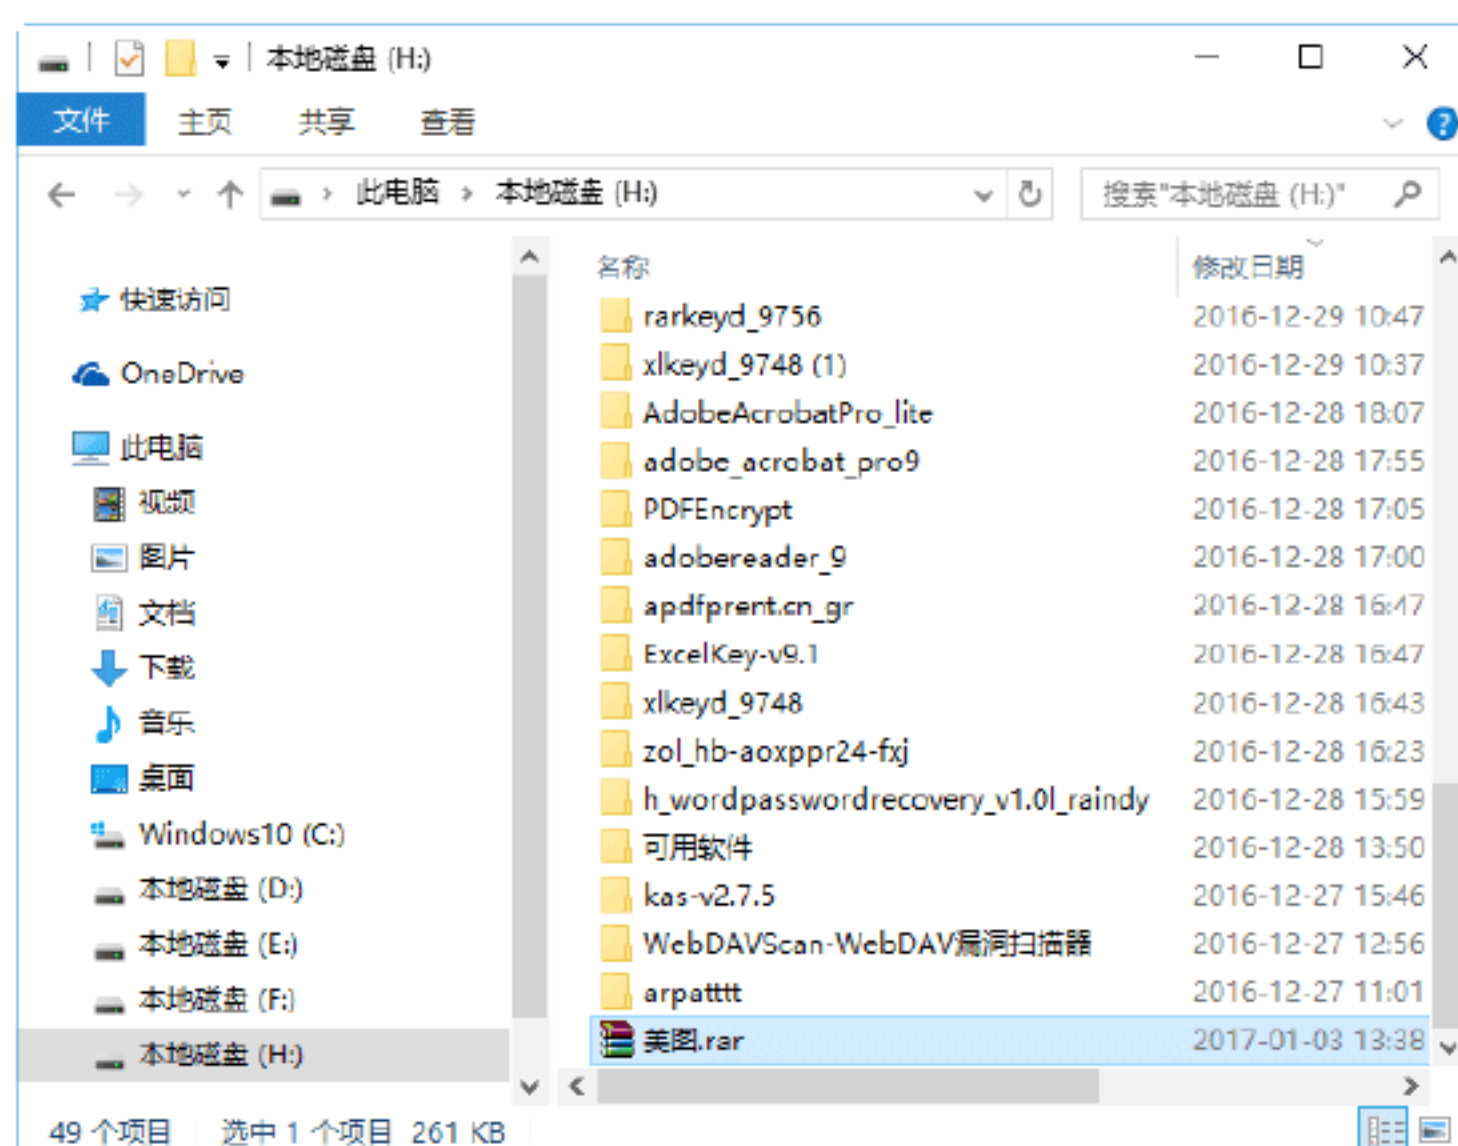 本地磁盘 (H:)
文件 主页 共享 查看
此电脑 本地磁盘 (H:) 搜索"本地磁盘 (H:)"
快速访问
OneDrive
此电脑
视频
图片
文档
下载
音乐
桌面
Windows10 (C:)
本地磁盘 (D:)
本地磁盘 (E:)
本地磁盘 (F:)
本地磁盘 (H:)
名称 修改日期
rarkeyd_9756 2016-12-29 10:47
xlkeyd_9748 (1) 2016-12-29 10:37
AdobeAcrobatPro_lite 2016-12-28 18:07
adobe_acrobat_pro9 2016-12-28 17:55
PDFEncrypt 2016-12-28 17:05
adobereader_9 2016-12-28 17:00
apdfprent.cn_gr 2016-12-28 16:47
ExcelKey-v9.1 2016-12-28 16:47
xlkeyd_9748 2016-12-28 16:43
zol_hb-aoxppr24-fxj 2016-12-28 16:23
h_wordpasswordrecovery_v1.0l_raindy 2016-12-28 15:59
可用软件 2016-12-28 13:50
kas-v2.7.5 2016-12-27 15:46
WebDAVScan-WebDAV漏洞扫描器 2016-12-27 12:56
arpatttt 2016-12-27 11:01
美图.rar 2017-01-03 13:38
49 个项目 选中 1 个项目 261 KB